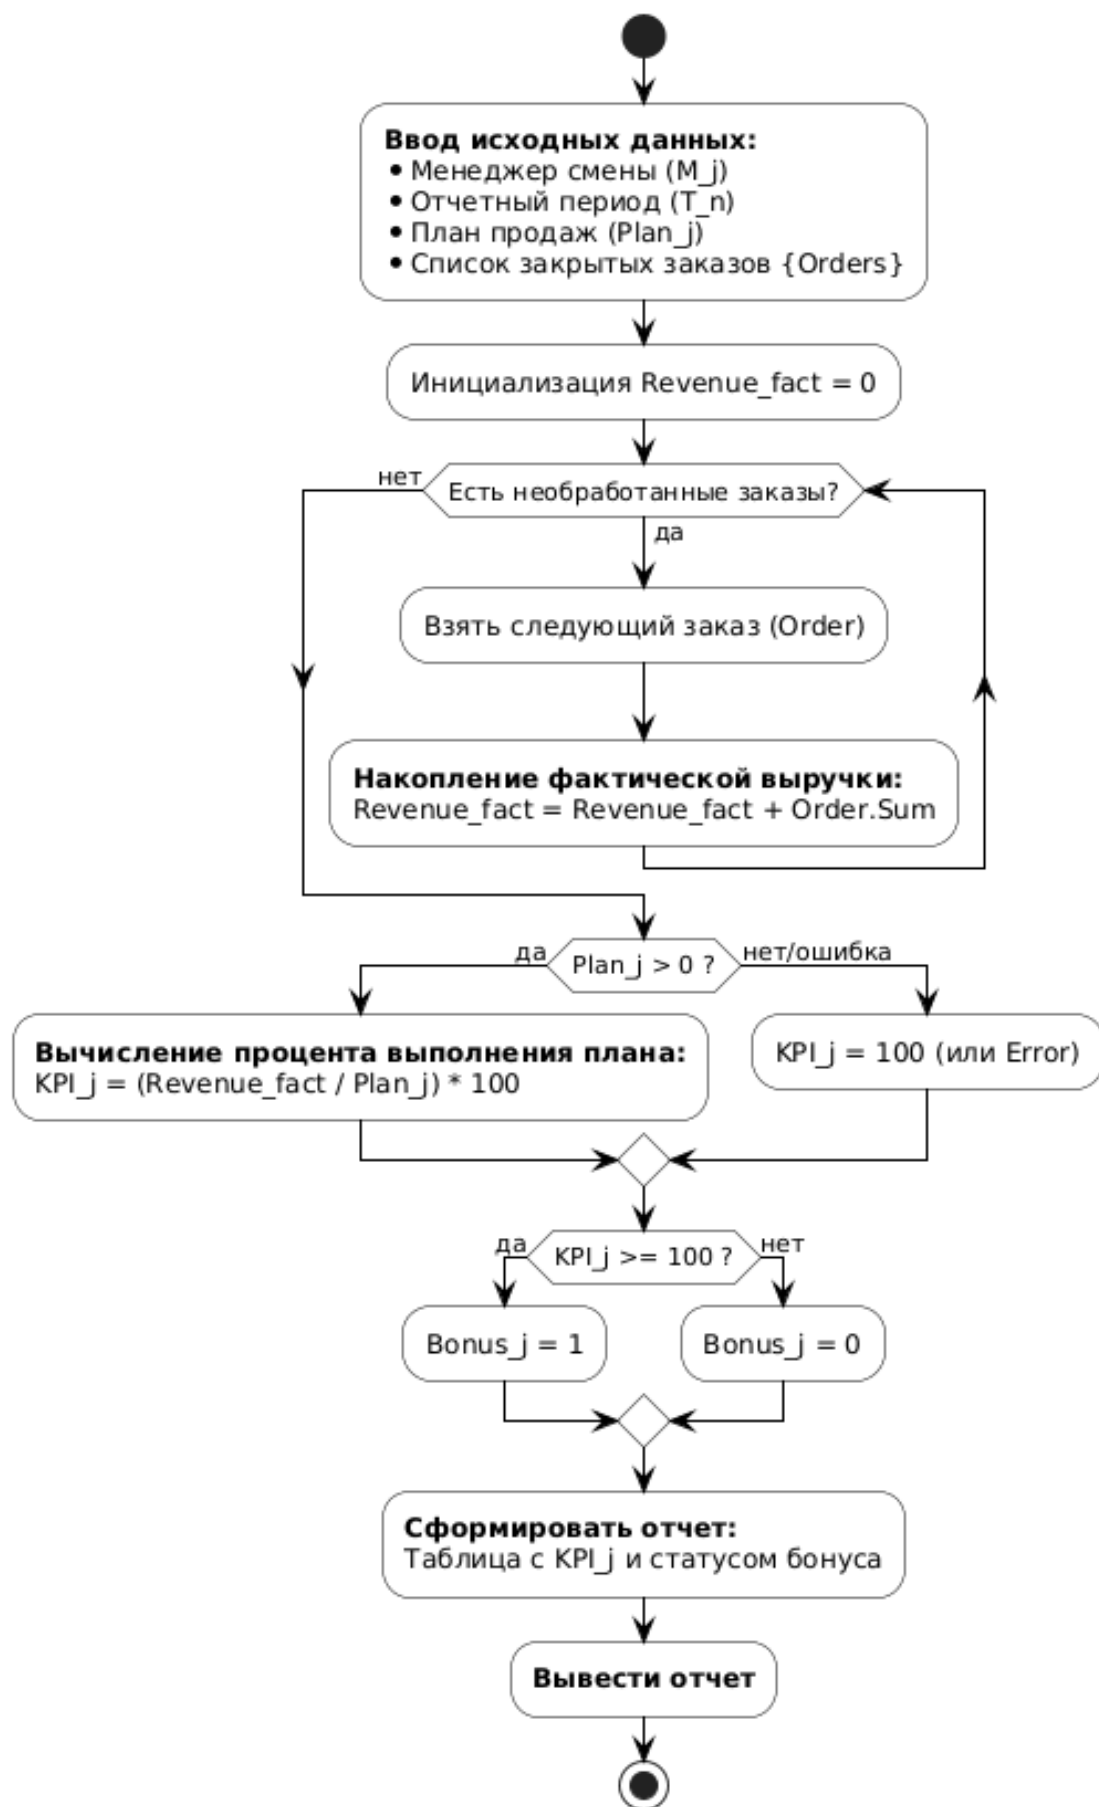 Ввод исходных данных:
• Менеджер смены (M_j)
• Отчетный период (T_n)
• План продаж (Plan_j)
• Список закрытых заказов {Orders}
Инициализация Revenue_fact = 0
нет
Есть необработанные заказы?
да
Взять следующий заказ (Order)
Накопление фактической выручки:
Revenue_fact = Revenue_fact + Order.Sum
да
Plan_j > 0 ?
нет/ошибка
Вычисление процента выполнения плана:
KPI_j = (Revenue_fact / Plan_j) * 100
KPI_j = 100 (или Error)
да
KPI_j >= 100 ?
нет
Bonus_j = 1
Bonus_j = 0
Сформировать отчет:
Таблица с KPI_j и статусом бонуса
Вывести отчет